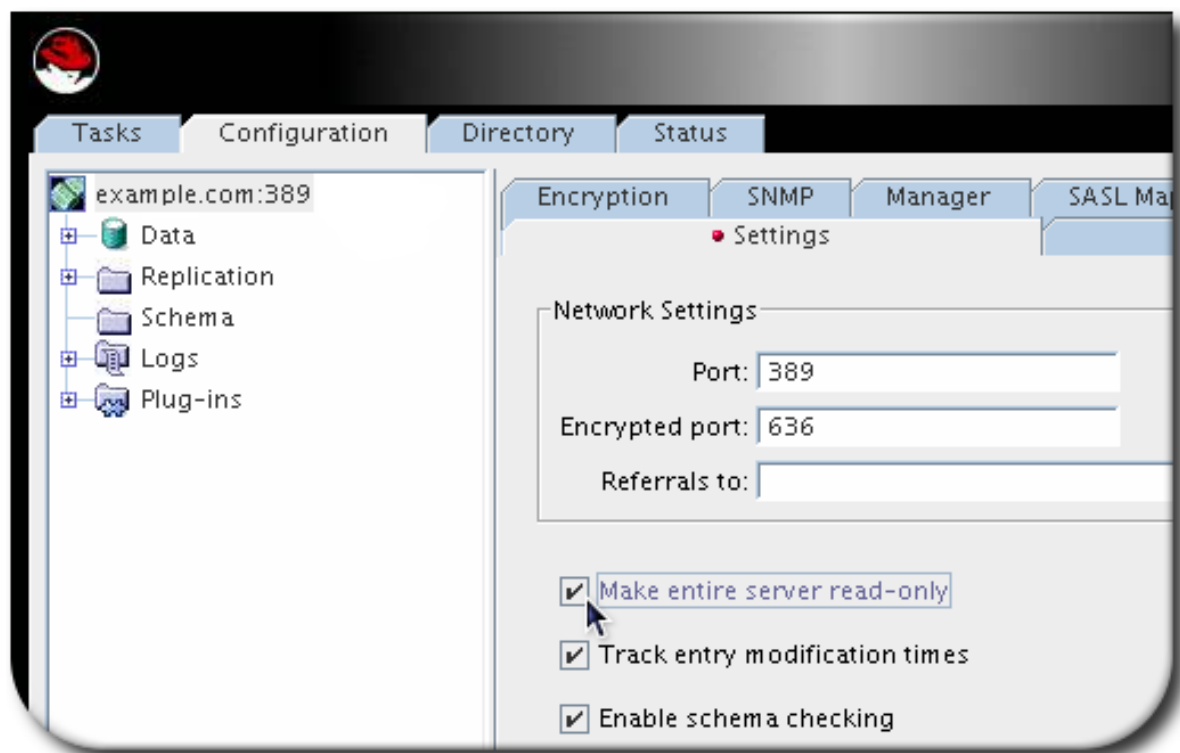 Tasks Configuration Directory Status
example.com:389
Data
Replication
Schema
Logs
Plug-ins
Encryption SNMP Manager SASL Map
Settings
Network Settings
Port: 389
Encrypted port: 636
Referrals to:
Make entire server read-only
Track entry modification times
Enable schema checking